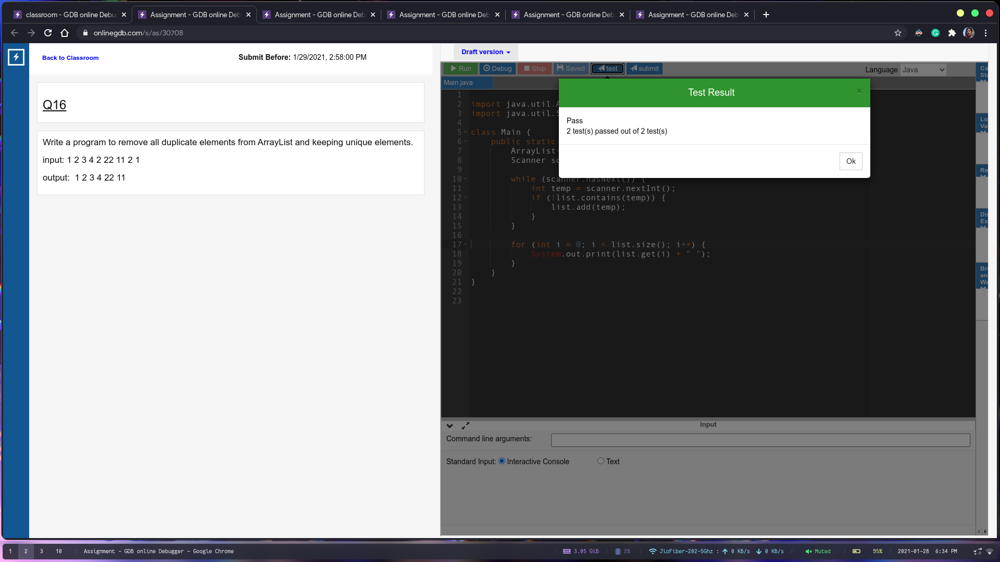 classroom - GDB online Debu
Assignment - GDB online Deb
Assignment - GDB online Deb
Assignment - GDB online Deb
Assignment - GDB online Deb
Assignment - GDB online Deb
onlinegdb.com/s/as/30708
Back to Classroom
Submit Before: 1/29/2021, 2:58:00 PM
Q16
Write a program to remove all duplicate elements from ArrayList and keeping unique elements.
input: 1 2 3 4 2 22 11 2 1
output: 1 2 3 4 22 11
Draft version
Run Debug Stop Saved test submit
Language Java
Main.java
Test Result
×
Pass
2 test(s) passed out of 2 test(s)
Ok
1
2 import java.util.A
3 import java.util.S
4
5 class Main {
6 public static
7 ArrayList<
8 Scanner sc
9
10 while (scanner.hasNext()) {
11 int temp = scanner.nextInt();
12 if (!list.contains(temp)) {
13 list.add(temp);
14 }
15 }
16
17 for (int i = 0; i < list.size(); i++) {
18 System.out.print(list.get(i) + " ");
19 }
20 }
21 }
22
23
Ca
Sta
Lo
Va
Re
Dis
Ex
Bre
and
Wa
input
Command line arguments:
Standard Input: Interactive Console Text
1 2 3 10 / Assignment - GDB online Debugger - Google Chrome
/ 3.05 GiB / 2% / JioFiber-202-5Ghz : 0 KB/s 0 KB/s / Muted / 95% / 2021-01-28 6:34 PM